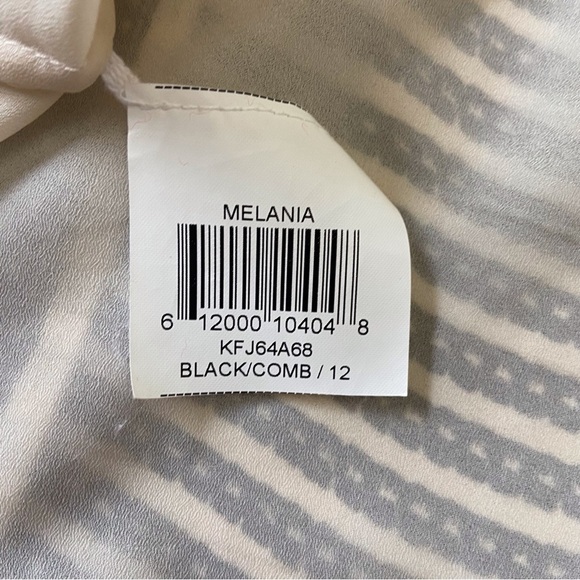 MELANIA
6 12000 10404 8
KFJ64A68
BLACK/COMB / 12